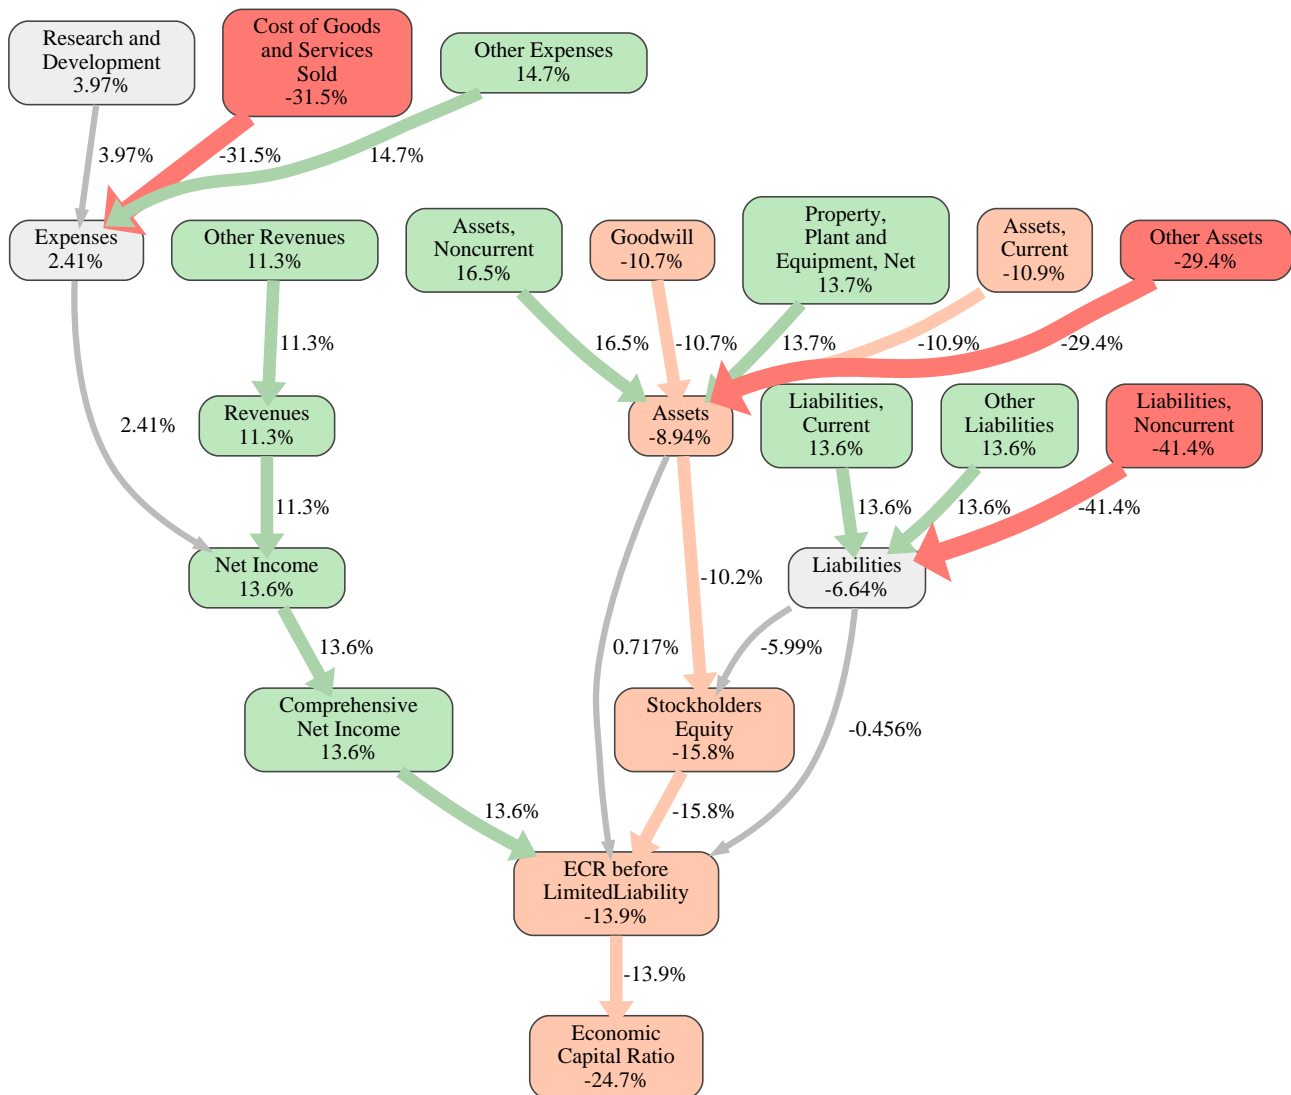 Research and
Development
3.97%
Cost of Goods
and Services
Sold
-31.5%
Other Expenses
14.7%
3.97%
-31.5%
14.7%
Expenses
2.41%
Other Revenues
11.3%
Assets,
Noncurrent
16.5%
Goodwill
-10.7%
Property,
Plant and
Equipment, Net
13.7%
Assets,
Current
-10.9%
Other Assets
-29.4%
11.3%
16.5%
-10.7%
13.7%
-10.9%
-29.4%
2.41%
Revenues
11.3%
Assets
-8.94%
Liabilities,
Current
13.6%
Other
Liabilities
13.6%
Liabilities,
Noncurrent
-41.4%
11.3%
13.6%
13.6%
-41.4%
Net Income
13.6%
-10.2%
Liabilities
-6.64%
13.6%
0.717%
-5.99%
Comprehensive
Net Income
13.6%
Stockholders
Equity
-15.8%
-0.456%
13.6%
-15.8%
ECR before
LimitedLiability
-13.9%
-13.9%
Economic
Capital Ratio
-24.7%